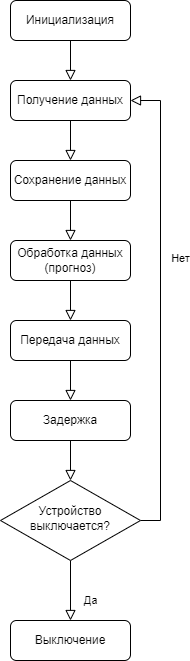 Инициализация
Получение данных
Сохранение данных
Обработка данных
(прогноз)
Нет
Передача данных
Задержка
Устройство
выключается?
Да
Выключение